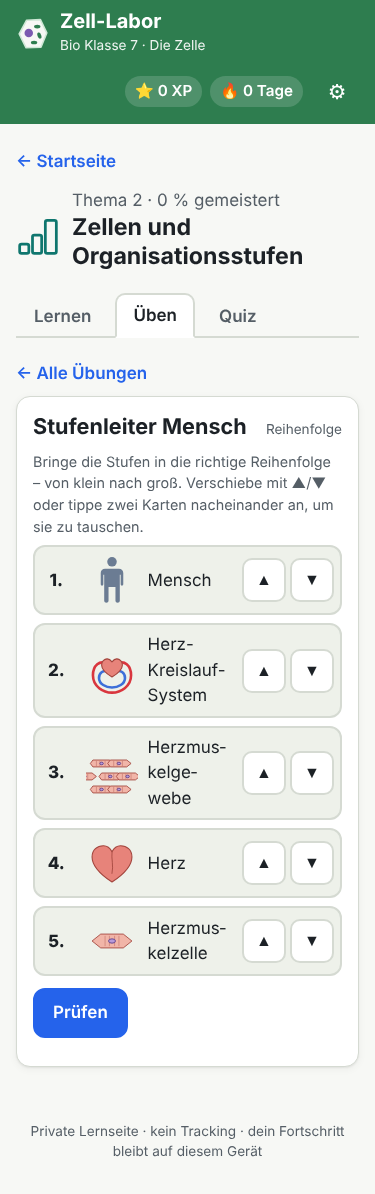 Zell-Labor
Bio Klasse 7 · Die Zelle
⭐ 0 XP
🔥 0 Tage
← Startseite
Thema 2 · 0 % gemeistert
Zellen und
Organisationsstufen
Lernen
Üben
Quiz
← Alle Übungen
Stufenleiter Mensch
Reihenfolge
Bringe die Stufen in die richtige Reihenfolge
– von klein nach groß. Verschiebe mit ▲/▼
oder tippe zwei Karten nacheinander an, um
sie zu tauschen.
1.
Mensch
▲ ▼
2.
Herz-
Kreislauf-
System
▲ ▼
3.
Herzmus-
kelge-
webe
▲ ▼
4.
Herz
▲ ▼
5.
Herzmus-
kelzelle
▲ ▼
Prüfen
Private Lernseite · kein Tracking · dein Fortschritt
bleibt auf diesem Gerät